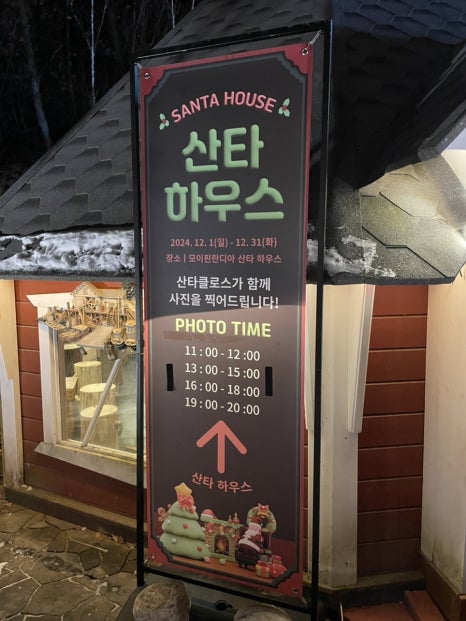 SANTA HOUSE
산타
하우스
2024. 12. 1(일) - 12. 31(화)
장소 | 모이핀란디아 산타 하우스
산타클로스가 함께
사진을 찍어드립니다!
PHOTO TIME
11 : 00 - 12 : 00
13 : 00 - 15 : 00
16 : 00 - 18 : 00
19 : 00 - 20 : 00
산타 하우스